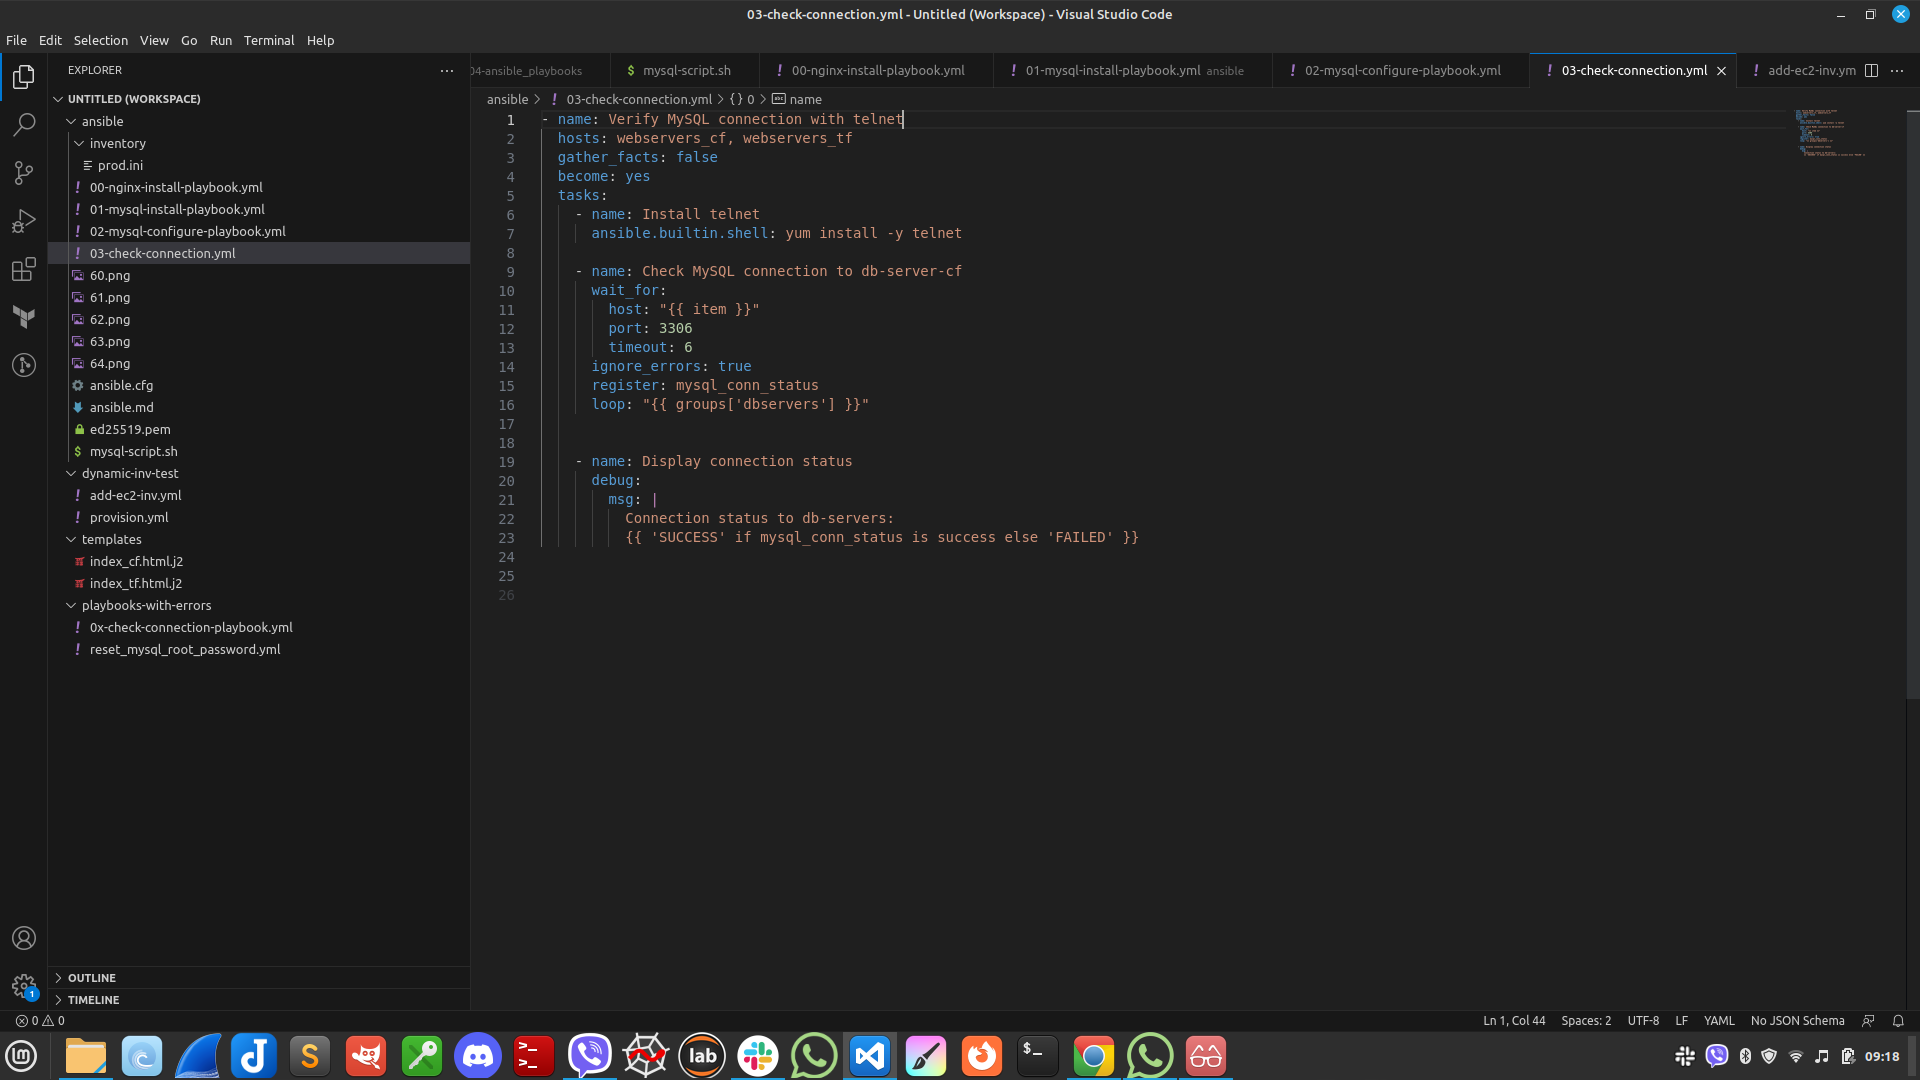 03-check-connection.yml - Untitled (Workspace) - Visual Studio Code
File Edit Selection View Go Run Terminal Help
EXPLORER
04-ansible_playbooks
mysql-script.sh
00-nginx-install-playbook.yml
01-mysql-install-playbook.yml ansible
02-mysql-configure-playbook.yml
03-check-connection.yml
add-ec2-inv.ym
UNTITLED (WORKSPACE)
ansible
inventory
prod.ini
00-nginx-install-playbook.yml
01-mysql-install-playbook.yml
02-mysql-configure-playbook.yml
03-check-connection.yml
60.png
61.png
62.png
63.png
64.png
ansible.cfg
ansible.md
ed25519.pem
mysql-script.sh
dynamic-inv-test
add-ec2-inv.yml
provision.yml
templates
index_cf.html.j2
index_tf.html.j2
playbooks-with-errors
0x-check-connection-playbook.yml
reset_mysql_root_password.yml
OUTLINE
TIMELINE
ansible > 03-check-connection.yml > {} 0 > abc name
1 - name: Verify MySQL connection with telnet
2 hosts: webservers_cf, webservers_tf
3 gather_facts: false
4 become: yes
5 tasks:
6 - name: Install telnet
7 ansible.builtin.shell: yum install -y telnet
8
9 - name: Check MySQL connection to db-server-cf
10 wait_for:
11 host: "{{ item }}"
12 port: 3306
13 timeout: 6
14 ignore_errors: true
15 register: mysql_conn_status
16 loop: "{{ groups['dbservers'] }}"
17
18
19 - name: Display connection status
20 debug:
21 msg: |
22 Connection status to db-servers:
23 {{ 'SUCCESS' if mysql_conn_status is success else 'FAILED' }}
24
25
26
1
0 0
Ln 1, Col 44 Spaces: 2 UTF-8 LF YAML No JSON Schema
lab
09:18